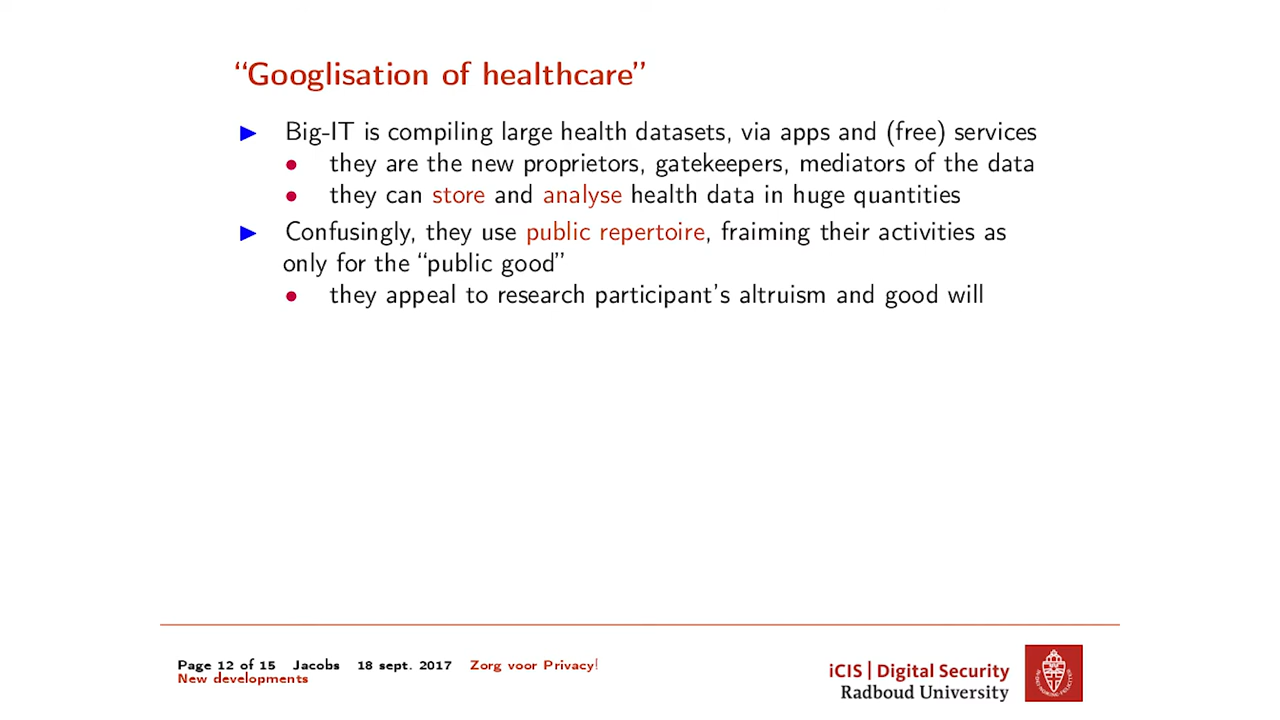 “Googlisation of healthcare”
Big-IT is compiling large health datasets, via apps and (free) services
they are the new proprietors, gatekeepers, mediators of the data
they can store and analyse health data in huge quantities
Confusingly, they use public repertoire, fraiming their activities as
only for the “public good”
they appeal to research participant’s altruism and good will
Page 12 of 15 Jacobs 18 sept. 2017 Zorg voor Privacy!
New developments
iCIS | Digital Security
Radboud University